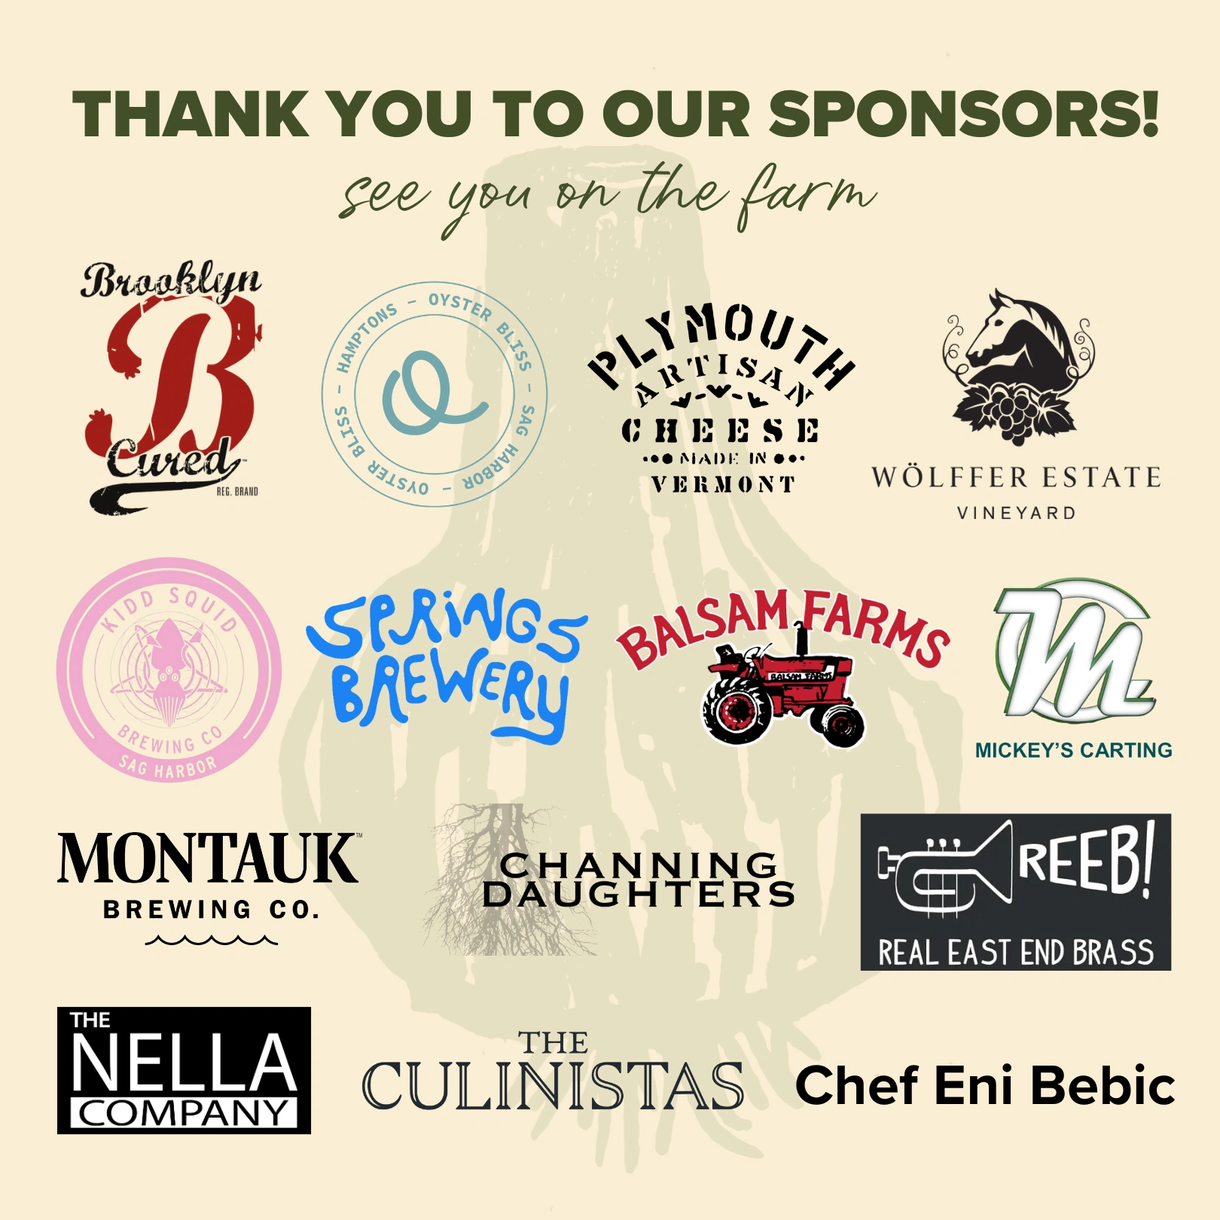 THANK YOU TO OUR SPONSORS!
see you on the farm
Brooklyn
B
Cured
REG. BRAND
HAMPTONS – OYSTER BLISS – SAG HARBOR – OYSTER BLISS –
PLYMOUTH
ARTISAN
CHEESE
MADE IN
VERMONT
WÖLFFER ESTATE
VINEYARD
KIDD SQUID
BREWING CO
SAG HARBOR
SPRiNGS
BREWERY
BALSAM FARMS
BALSAM FARMS
M
MICKEY'S CARTING
MONTAUK™
BREWING CO.
CHANNING
DAUGHTERS
REEB!
REAL EAST END BRASS
THE
NELLA
COMPANY
THE
CULINISTAS
Chef Eni Bebic